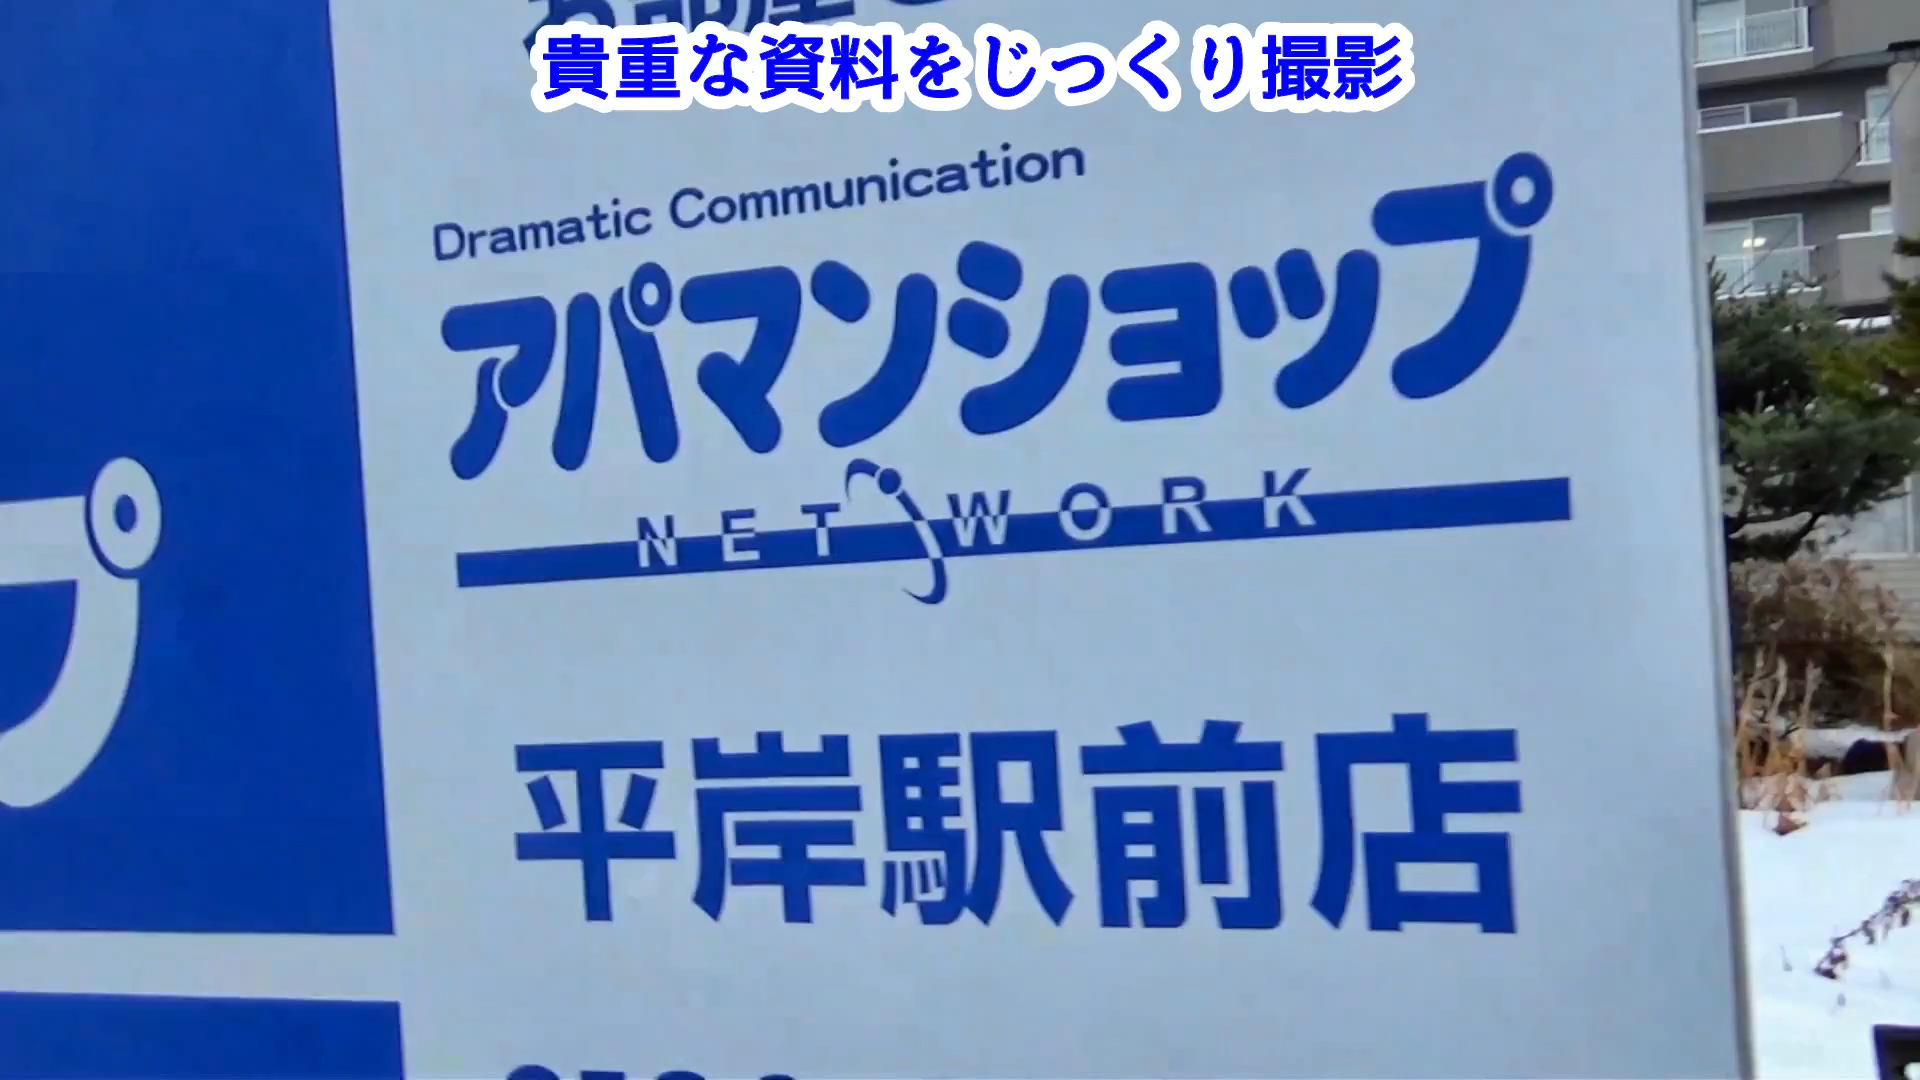 貴重な資料をじっくり撮影
Dramatic Communication
アパマンショップ
NETWORK
プ
平岸駅前店